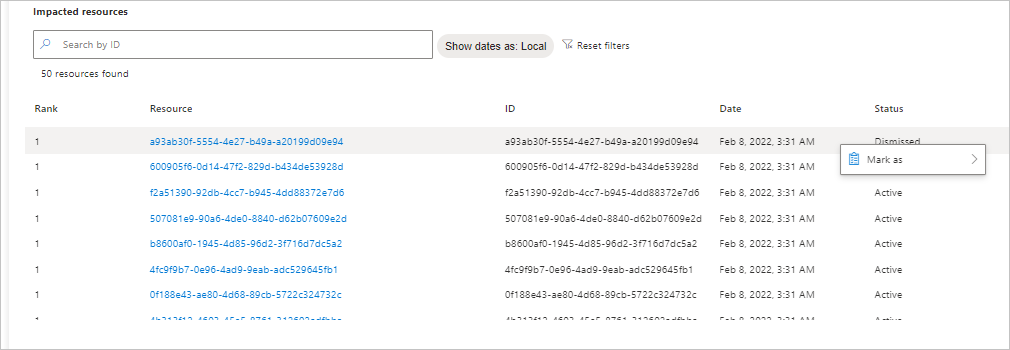 Impacted resources
Search by ID
Show dates as: Local
Reset filters
50 resources found
Rank Resource ID Date Status
1 a93ab30f-5554-4e27-b49a-a20199d09e94 a93ab30f-5554-4e27-b49a-a20199d09e94 Feb 8, 2022, 3:31 AM Dismissed
1 600905f6-0d14-47f2-829d-b434de53928d 600905f6-0d14-47f2-829d-b434de53928d Feb 8, 2022, 3:31 AM
Mark as
1 f2a51390-92db-4cc7-b945-4dd88372e7d6 f2a51390-92db-4cc7-b945-4dd88372e7d6 Feb 8, 2022, 3:31 AM Active
1 507081e9-90a6-4de0-8840-d62b07609e2d 507081e9-90a6-4de0-8840-d62b07609e2d Feb 8, 2022, 3:31 AM Active
1 b8600af0-1945-4d85-96d2-3f716d7dc5a2 b8600af0-1945-4d85-96d2-3f716d7dc5a2 Feb 8, 2022, 3:31 AM Active
1 4fc9f9b7-0e96-4ad9-9eab-adc529645fb1 4fc9f9b7-0e96-4ad9-9eab-adc529645fb1 Feb 8, 2022, 3:31 AM Active
1 0f188e43-ae80-4d68-89cb-5722c324732c 0f188e43-ae80-4d68-89cb-5722c324732c Feb 8, 2022, 3:31 AM Active
1 Feb 8, 2022, 3:31 AM Active